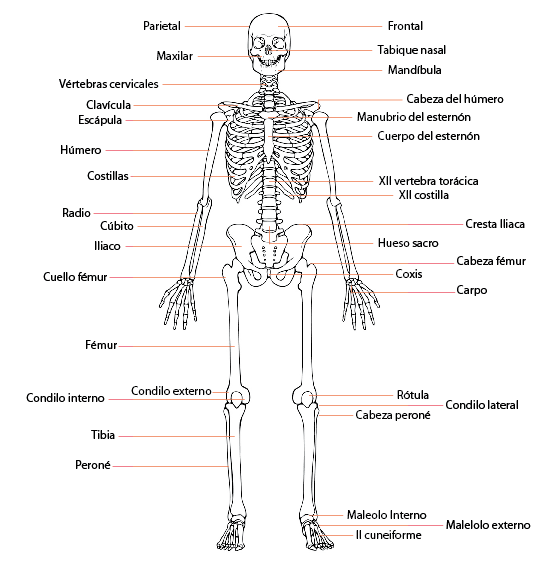 Parietal
Frontal
Tabique nasal
Maxilar
Mandíbula
Vértebras cervicales
Cabeza del húmero
Clavícula
Manubrio del esternón
Escápula
Cuerpo del esternón
Húmero
Costillas
XII vertebra torácica
XII costilla
Radio
Cresta Iliaca
Cúbito
Hueso sacro
Iliaco
Cabeza fémur
Cuello fémur
Coxis
Carpo
Fémur
Condilo externo
Rótula
Condilo interno
Condilo lateral
Cabeza peroné
Tibia
Peroné
Maleolo Interno
Malelolo externo
II cuneiforme